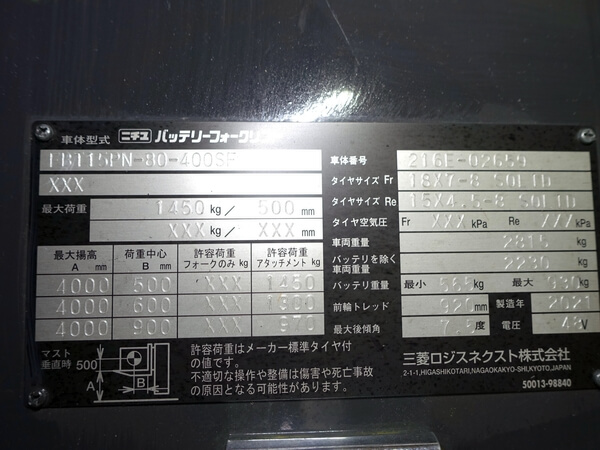 車体型式 ニチユ バッテリーフォークリフト
FBT15PN-80-400SF
XXX
最大荷重 1450 kg/ 500 mm
XXX kg/ XXX mm
最大揚高 A mm 荷重中心 B mm 許容荷重 フォークのみ kg 許容荷重 アタッチメント kg
4000 500 XXX 1450
4000 600 XXX 1300
4000 900 XXX 970
マスト垂直時 500 B A
許容荷重はメーカー標準タイヤ付
の値です。
不適切な操作や整備は傷害や死亡事故
の原因となる可能性があります。
車体番号 216F-02659
タイヤサイズ Fr 18X7-8 SOLID
タイヤサイズ Re 15X4.5-8 SOLID
タイヤ空気圧 Fr XXX kPa Re /// kPa
車両重量 2815 kg
バッテリを除く車両重量 2230 kg
バッテリ重量 最小 kg 最大 kg
前輪トレッド mm 製造年 2021
最大後傾角 度 電圧 48 V
三菱ロジスネクスト株式会社
2-1-1,HIGASHIKOTARI,NAGAOKAKYO-SHI,KYOTO,JAPAN
50013-98840